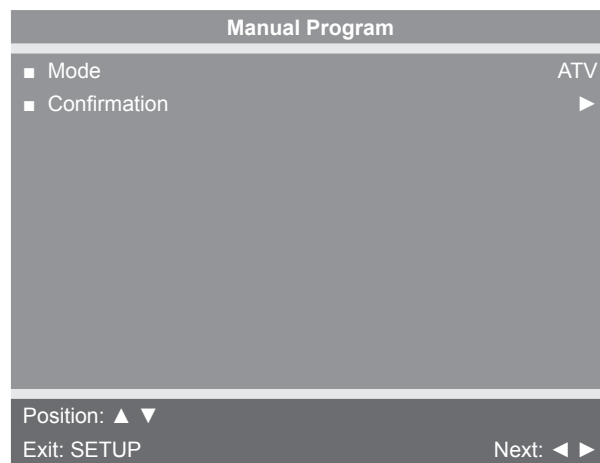 Manual Program
■ Mode ATV
■ Confirmation ►
Position: ▲ ▼
Exit: SETUP Next: ◄ ►